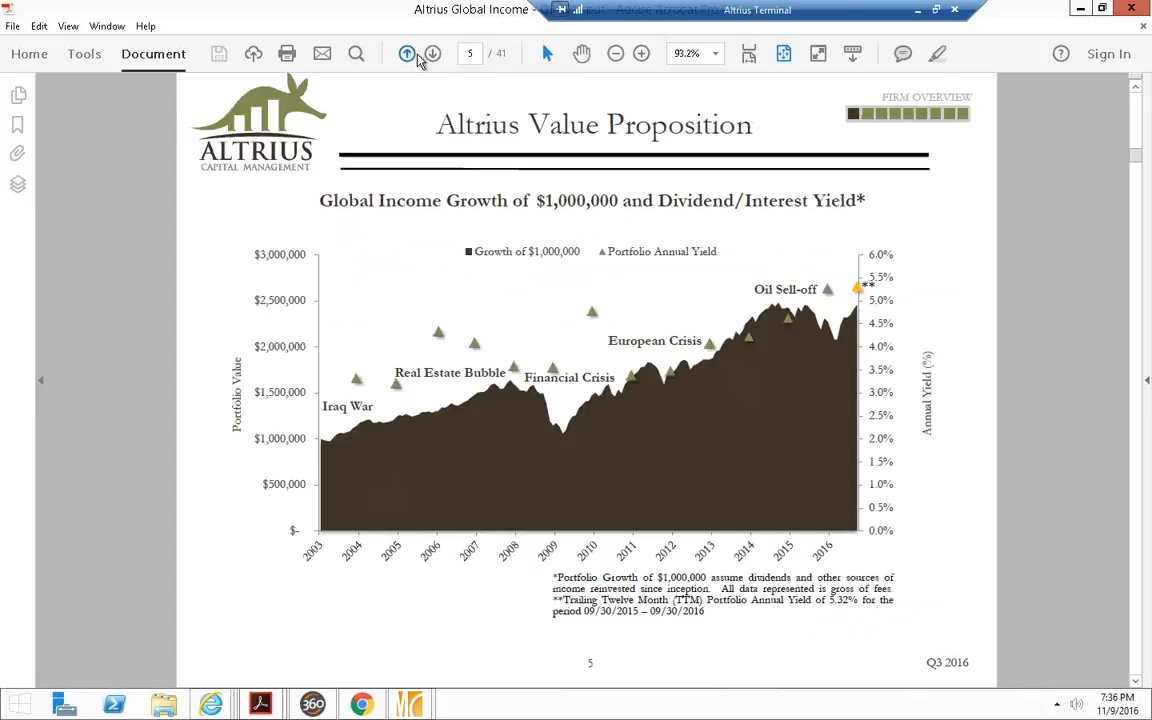 Altrius Global Income -
Altrius Terminal
File Edit View Window Help
Home Tools Document 5 / 41 93.2% Sign In
FIRM OVERVIEW
Altrius Value Proposition
ALTRIUS
CAPITAL MANAGEMENT
Global Income Growth of $1,000,000 and Dividend/Interest Yield*
Growth of $1,000,000 Portfolio Annual Yield
$3,000,000
$2,500,000
$2,000,000
$1,500,000
$1,000,000
$500,000
$-
Portfolio Value
Iraq War
Real Estate Bubble
Financial Crisis
European Crisis
Oil Sell-off
**
6.0%
5.5%
5.0%
4.5%
4.0%
3.5%
3.0%
2.5%
2.0%
1.5%
1.0%
0.5%
0.0%
Annual Yield (%)
2003 2004 2005 2006 2007 2008 2009 2010 2011 2012 2013 2014 2015 2016
*Portfolio Growth of $1,000,000 assume dividends and other sources of
income reinvested since inception. All data represented is gross of fees.
**Trailing Twelve Month (TTM) Portfolio Annual Yield of 5.32% for the
period 09/30/2015 – 09/30/2016
5
Q3 2016
360
7:36 PM
11/9/2016